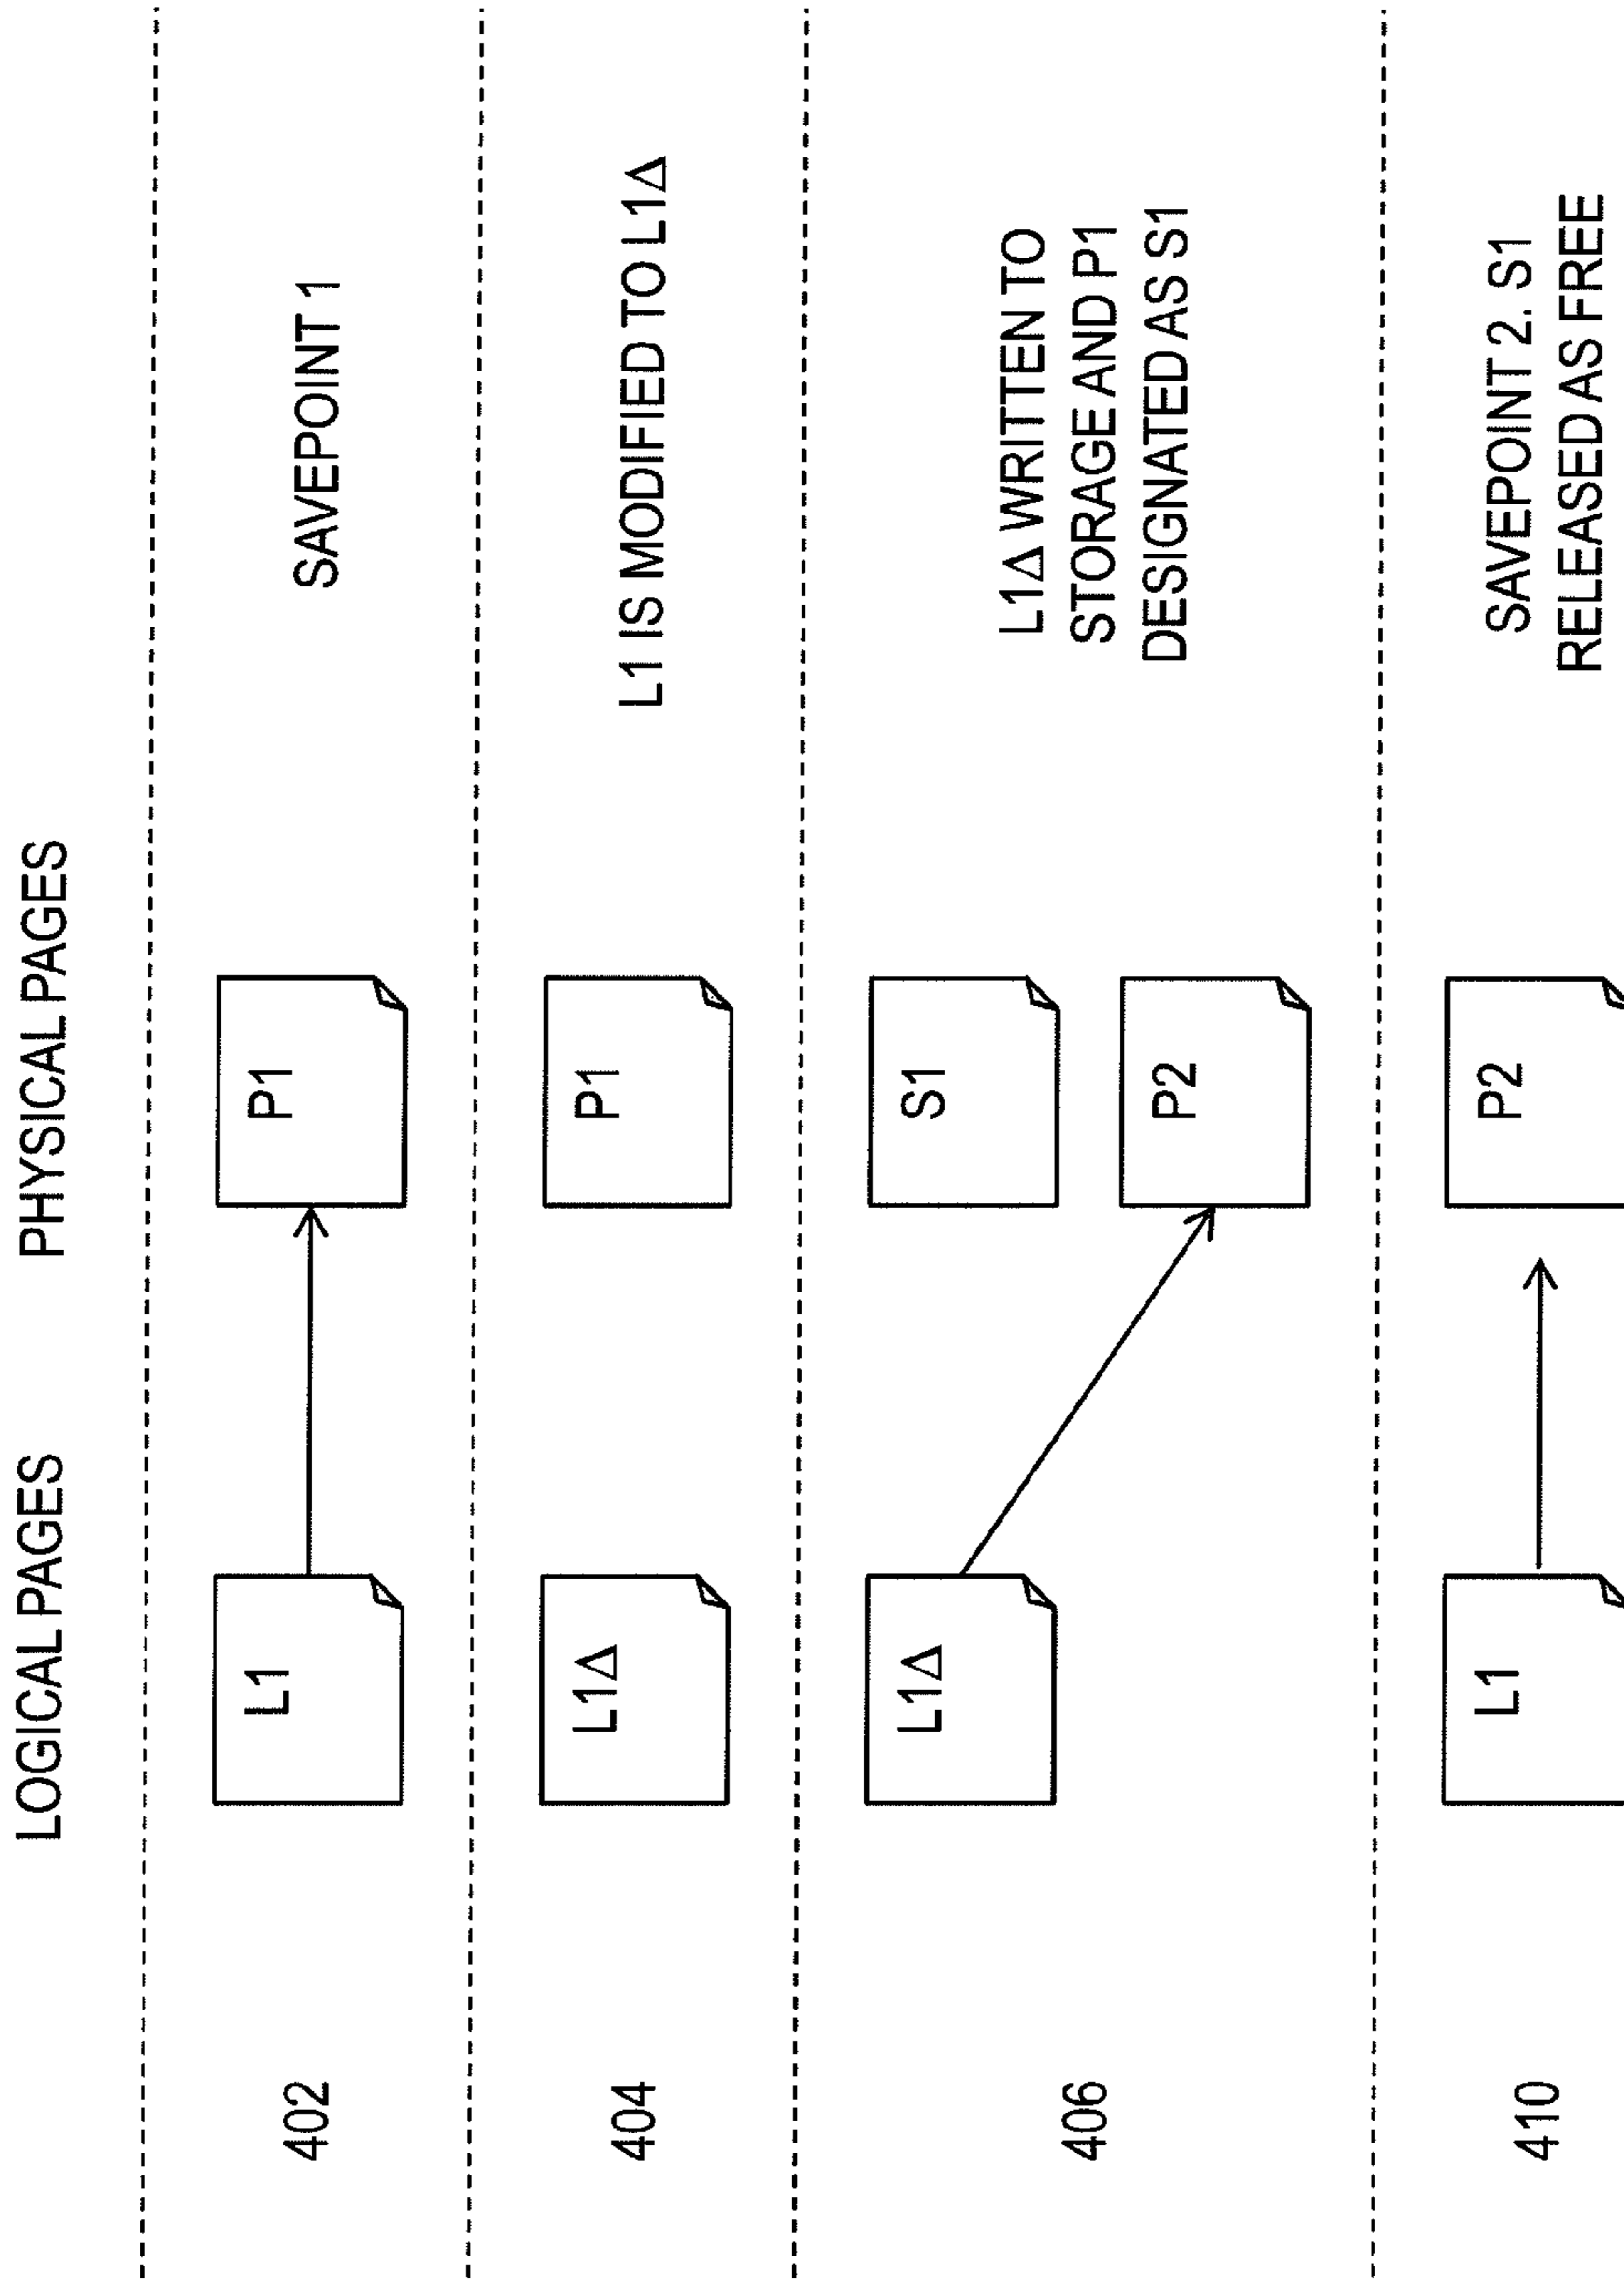 LOGICAL PAGES PHYSICAL PAGES
402 L1 P1 SAVEPOINT 1
404 L1Δ P1 L1 IS MODIFIED TO L1Δ
406 L1Δ S1 P2
L1Δ WRITTEN TO
STORAGE AND P1
DESIGNATED AS S1
410 L1 P2
SAVEPOINT 2. S1
RELEASED AS FREE